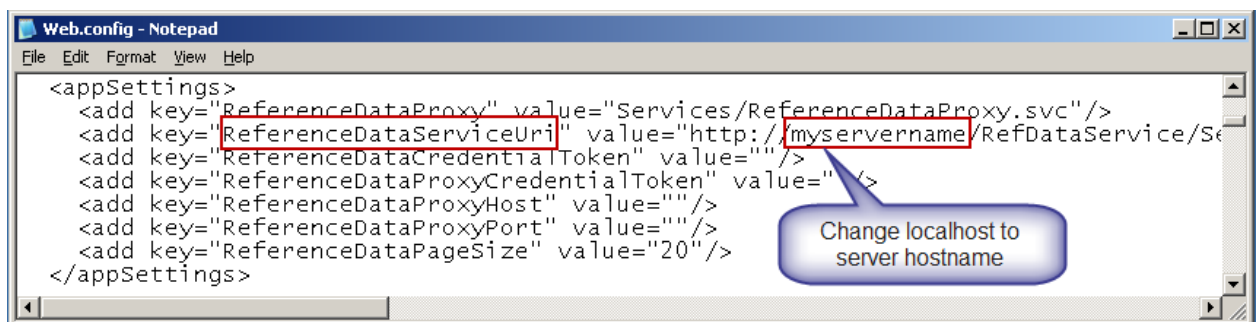 Web.config - Notepad
File Edit Format View Help
<appSettings>
<add key="ReferenceDataProxy" value="Services/ReferenceDataProxy.svc"/>
<add key="ReferenceDataServiceUri" value="http://myservername/RefDataService/Se
<add key="ReferenceDataCredentialToken" value=""/>
<add key="ReferenceDataProxyCredentialToken" value=" />
<add key="ReferenceDataProxyHost" value=""/>
<add key="ReferenceDataProxyPort" value=""/>
<add key="ReferenceDataPageSize" value="20"/>
</appSettings>
Change localhost to
server hostname